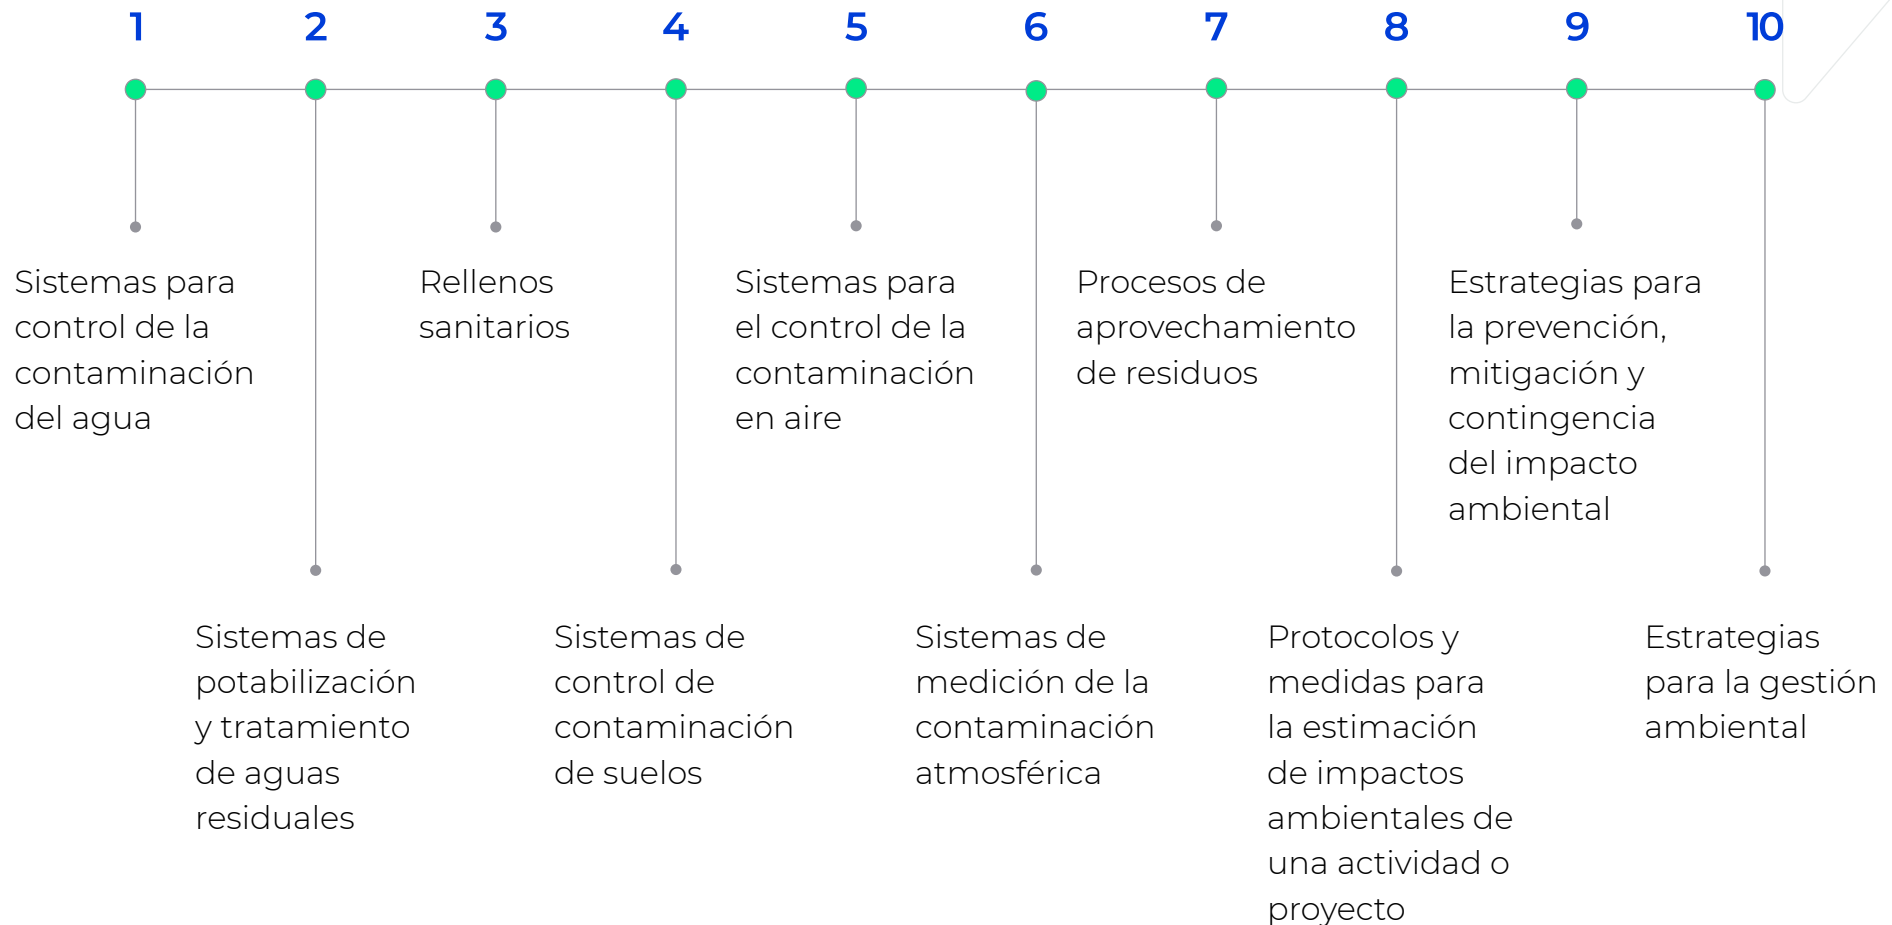 1
2
3
4
5
6
7
8
9
10
Sistemas para
control de la
contaminación
del agua
Sistemas de
potabilización
y tratamiento
de aguas
residuales
Rellenos
sanitarios
Sistemas de
control de
contaminación
de suelos
Sistemas para
el control de la
contaminación
en aire
Sistemas de
medición de la
contaminación
atmosférica
Procesos de
aprovechamiento
de residuos
Protocolos y
medidas para
la estimación
de impactos
ambientales de
una actividad o
proyecto
Estrategias para
la prevención,
mitigación y
contingencia
del impacto
ambiental
Estrategias
para la gestión
ambiental